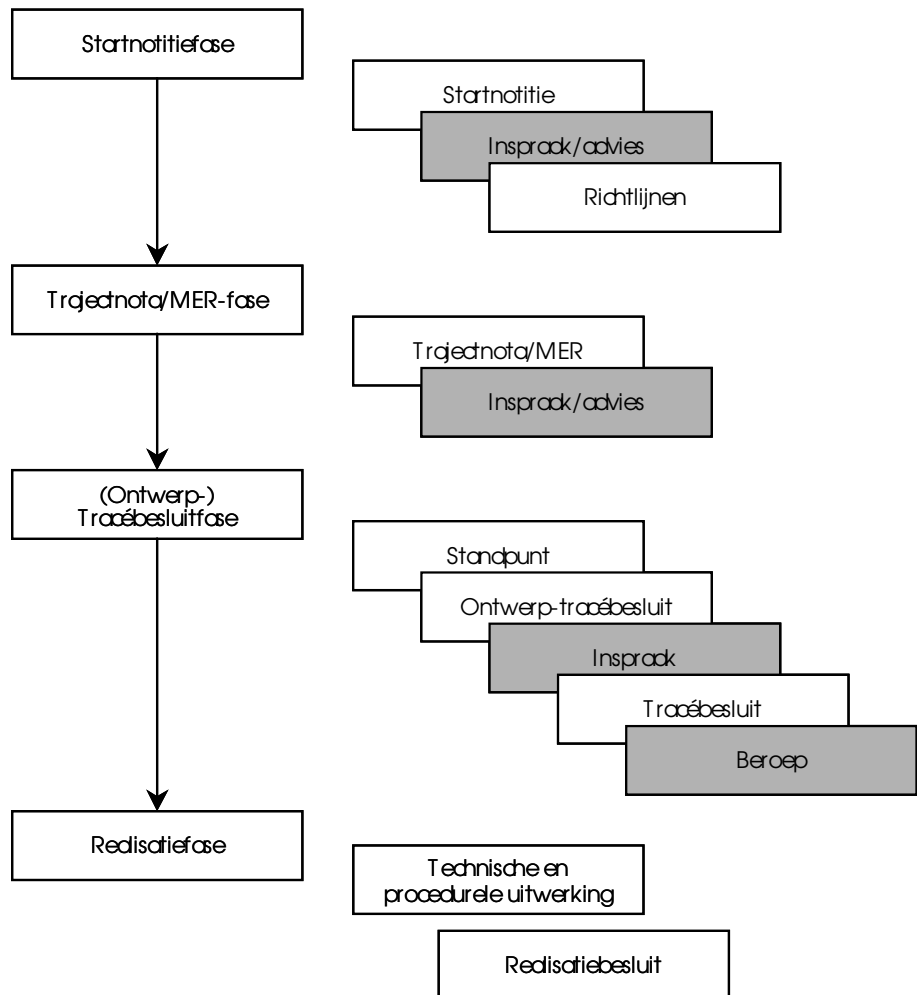 Startnotitiefase
Startnotitie
Inspraak/advies
Richtlijnen
Trajectnota/MER-fase
Trajectnota/MER
Inspraak/advies
(Ontwerp-)
Tracébesluitfase
Standpunt
Ontwerp-tracébesluit
Inspraak
Tracébesluit
Beroep
Realisatiefase
Technische en
procedurele uitwerking
Realisatiebesluit